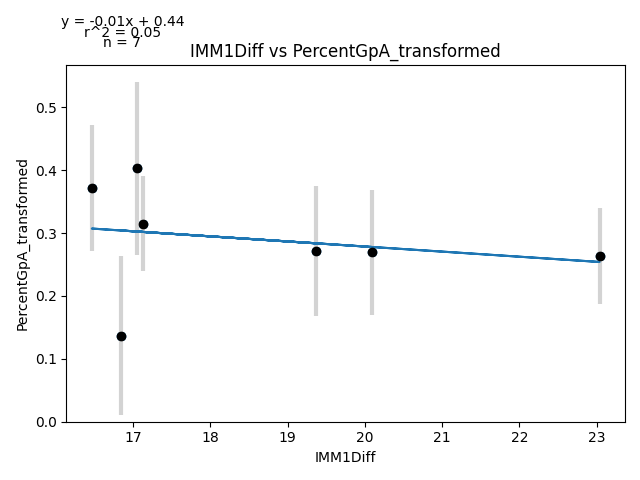 y = -0.01x + 0.44
r^2 = 0.05
n = 7
IMM1Diff vs PercentGpA_transformed
PercentGpA_transformed
0.5
0.4
0.3
0.2
0.1
0.0
17 18 19 20 21 22 23
IMM1Diff